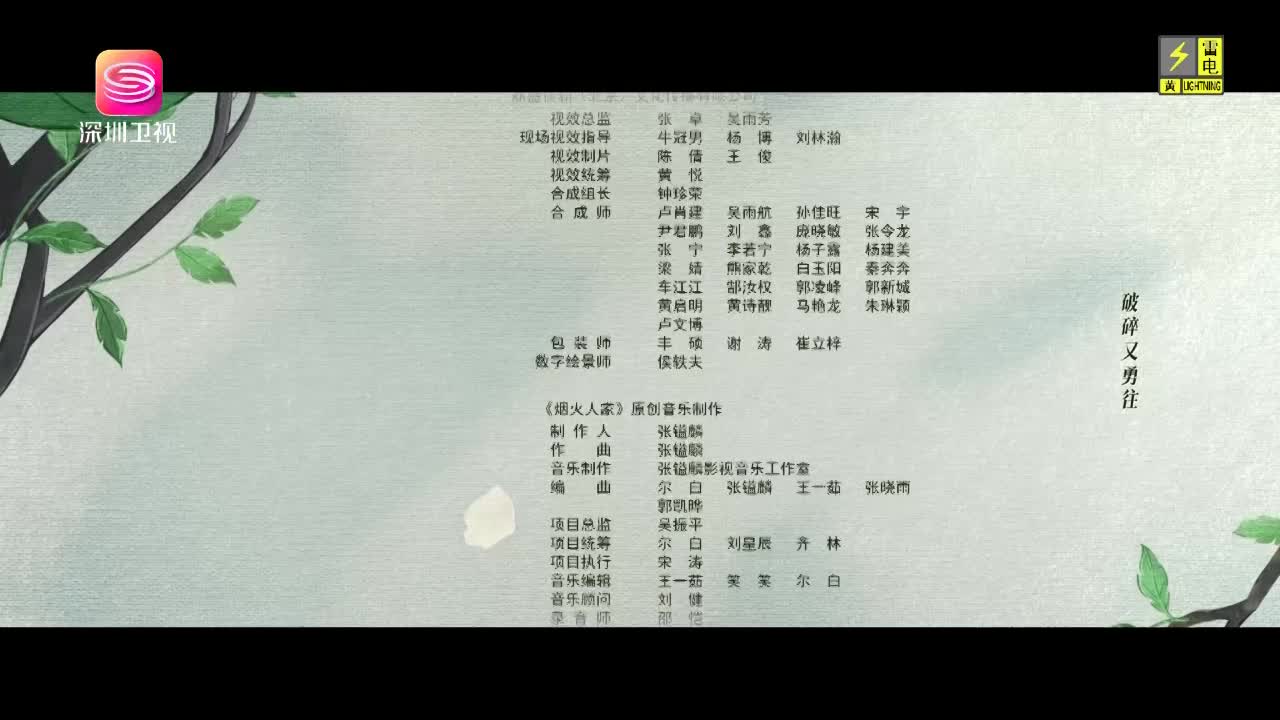 深圳卫视
雷电
黄 LIGHTNING
视效总监 张卓 吴雨芳
现场视效指导 牛冠男 杨博 刘林瀚
视效制片 陈倩 王俊
视效统筹 黄悦
合成组长 钟珍荣
合成师 卢肖建 吴雨航 孙佳旺 宋宇
尹君鹏 刘鑫 庞晓敏 张令龙
张宁 李若宁 杨子露 杨建美
梁婧 熊家乾 白玉阳 秦奔奔
车江江 郜汝权 郭凌峰 郭新城
黄启明 黄诗靓 马艳龙 朱琳颖
卢文博
包装师 丰硕 谢涛 崔立梓
数字绘景师 侯轶夫
《烟火人家》原创音乐制作
制作人 张镒麟
作曲 张镒麟
音乐制作 张镒麟影视音乐工作室
编曲 尔白 张镒麟 王一茹 张晓雨
郭凯晔
项目总监 吴振平
项目统筹 尔白 刘星辰 齐林
项目执行 宋涛
音乐编辑 王一茹 笑笑 尔白
音乐顾问 刘健
录音师 邵恺
破碎又勇往